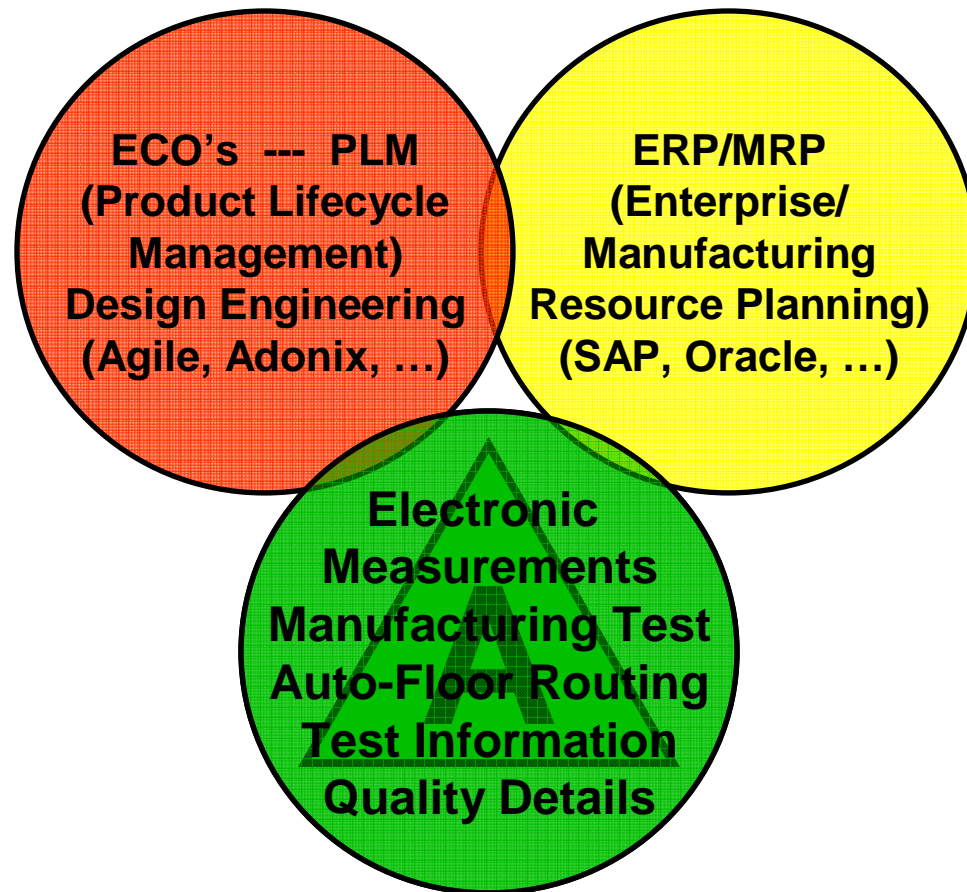 ECO’s --- PLM
(Product Lifecycle
Management)
Design Engineering
(Agile, Adonix, …)
ERP/MRP
(Enterprise/
Manufacturing
Resource Planning)
(SAP, Oracle, …)
A
Electronic
Measurements
Manufacturing Test
Auto-Floor Routing
Test Information
Quality Details